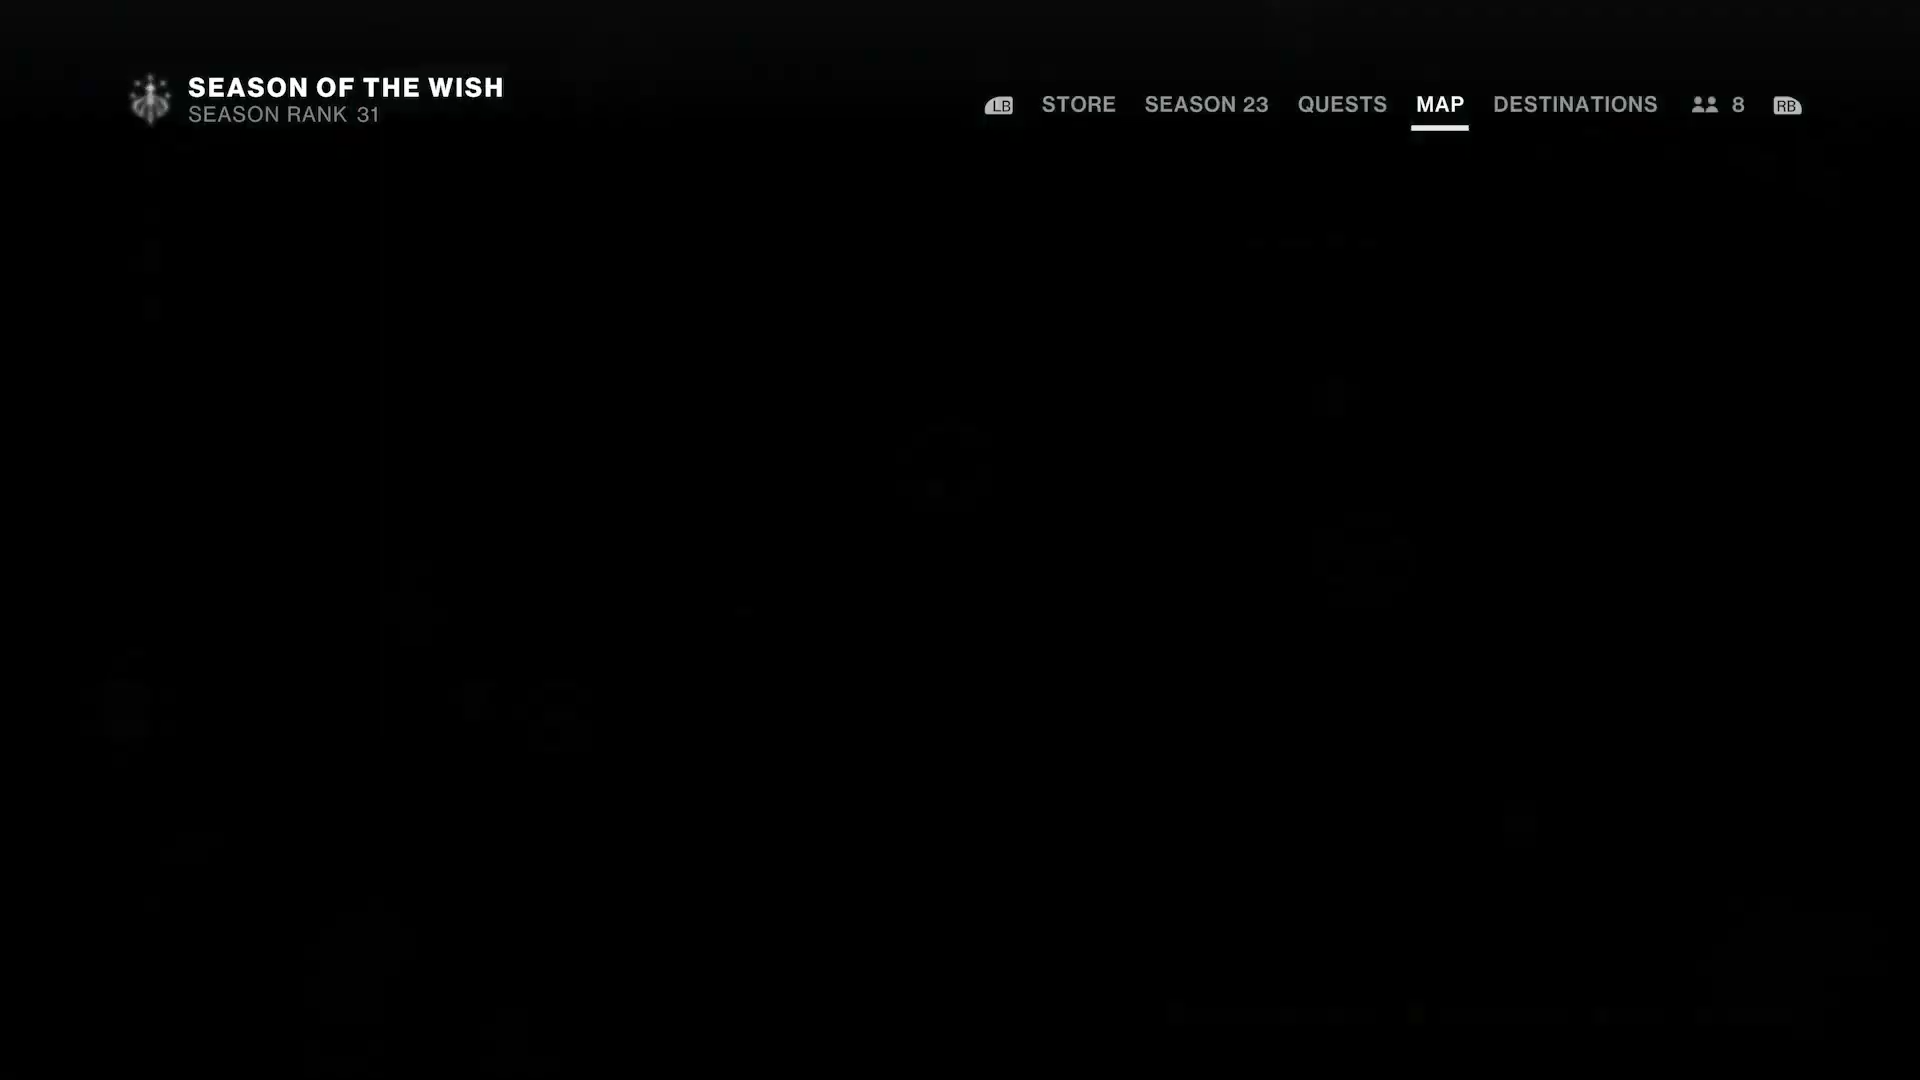 SEASON OF THE WISH
SEASON RANK 31
LB STORE SEASON 23 QUESTS MAP DESTINATIONS 8 RB